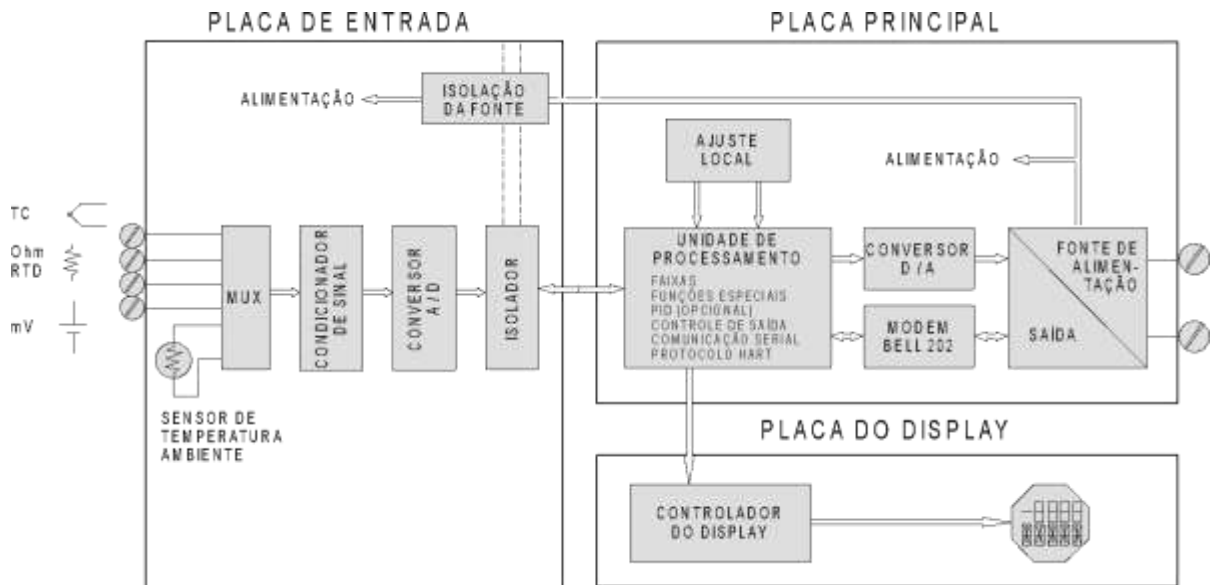 PLACA DE ENTRADA
ALIMENTAÇÃO
ISOLAÇÃO
DA FONTE
TC
Ohm
RTD
mV
MUX
CONDICIONADOR
DE SINAL
CONVERSOR
A / D
ISOLADOR
SENSOR DE
TEMPERATURA
AMBIENTE
PLACA PRINCIPAL
AJUSTE
LOCAL
ALIMENTAÇÃO
UNIDADE DE
PROCESSAMENTO
FAIXAS
FUNÇÕES ESPECIAIS
PID (OPCIONAL)
CONTROLE DE SAÍDA
COMUNICAÇÃO SERIAL
PROTOCOLO HART
CONVERSOR
D / A
MODEM
BELL 202
FONTE DE
ALIMEN-
TAÇÃO
SAÍDA
PLACA DO DISPLAY
CONTROLADOR
DO DISPLAY